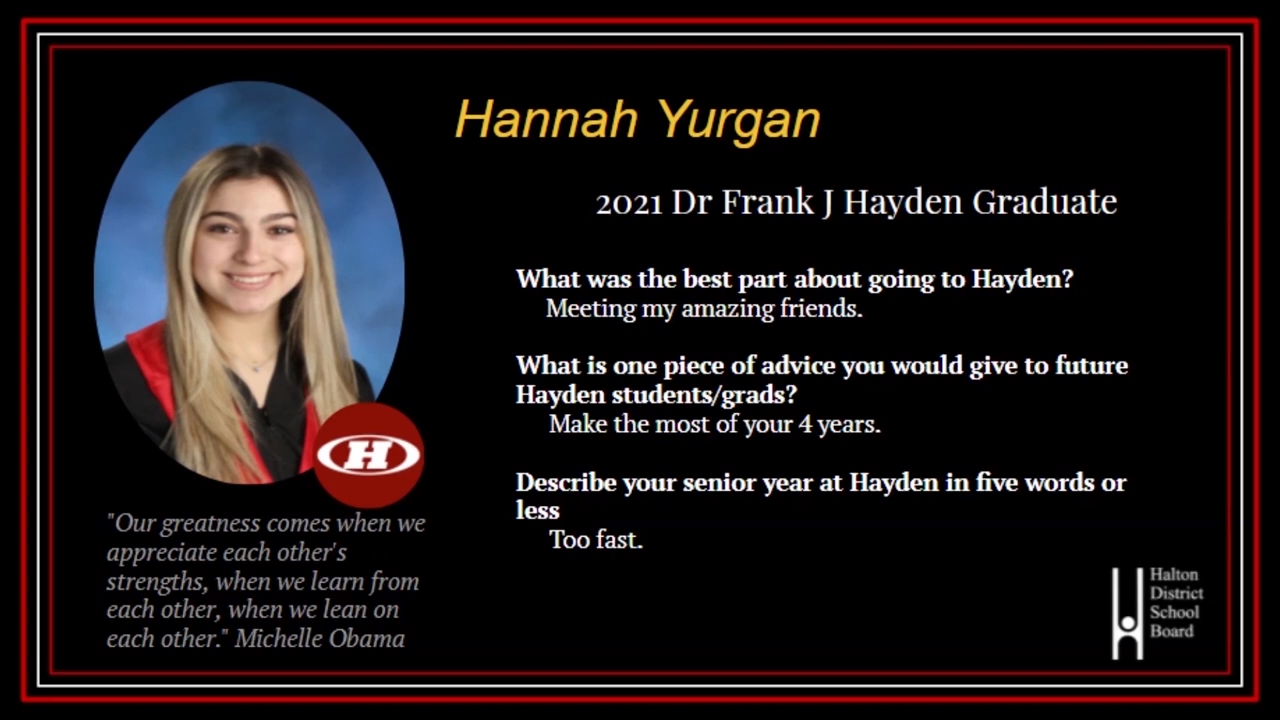 Hannah Yurgan
2021 Dr Frank J Hayden Graduate
What was the best part about going to Hayden?
Meeting my amazing friends.
What is one piece of advice you would give to future
Hayden students/grads?
Make the most of your 4 years.
Describe your senior year at Hayden in five words or
less
Too fast.
H
"Our greatness comes when we
appreciate each other's
strengths, when we learn from
each other, when we lean on
each other." Michelle Obama
Halton
District
School
Board